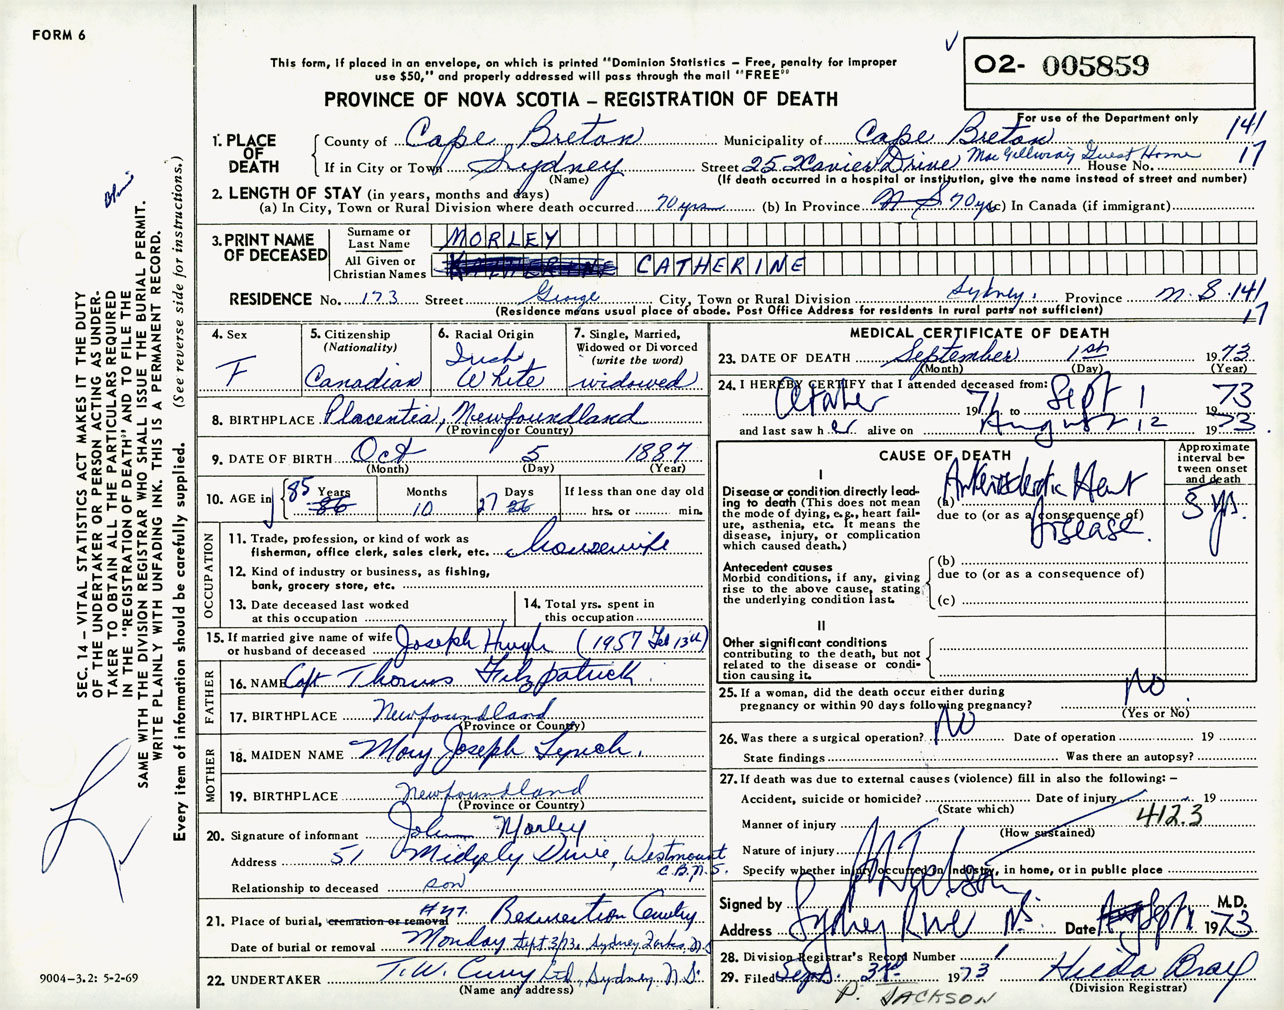 FORM 6
This form, if placed in an envelope, on which is printed "Dominion Statistics – Free, penalty for improper
use $50," and properly addressed will pass through the mail "FREE"
PROVINCE OF NOVA SCOTIA – REGISTRATION OF DEATH
O2- 005859
For use of the Department only
141
17
1. PLACE OF DEATH
County of Cape Breton Municipality of Cape Breton
If in City or Town Sydney Street 25 Xavier Drive MacGillivray Guest Home House No.
(Name) (If death occurred in a hospital or institution, give the name instead of street and number)
2. LENGTH OF STAY (in years, months and days)
(a) In City, Town or Rural Division where death occurred 70 yrs (b) In Province N S 70 yrs (c) In Canada (if immigrant)
3. PRINT NAME OF DECEASED
Surname or Last Name MORLEY
All Given or Christian Names KATHERINE CATHERINE
RESIDENCE No. 173 Street George City, Town or Rural Division Sydney. Province N.S. 141
(Residence means usual place of abode. Post Office Address for residents in rural parts not sufficient) 17
4. Sex F
5. Citizenship (Nationality) Canadian
6. Racial Origin Irish White
7. Single, Married, Widowed or Divorced (write the word) widowed
8. BIRTHPLACE Placentia, Newfoundland
(Province or Country)
9. DATE OF BIRTH Oct 5 1887
(Month) (Day) (Year)
10. AGE in 85 Years 86 Months 10 27 Days 26 If less than one day old
hrs. or min.
OCCUPATION
11. Trade, profession, or kind of work as
fisherman, office clerk, sales clerk, etc. Housewife
12. Kind of industry or business, as fishing,
bank, grocery store, etc.
13. Date deceased last worked
at this occupation
14. Total yrs. spent in
this occupation
15. If married give name of wife
or husband of deceased Joseph Hugh (1957 Feb 13th)
FATHER
16. NAME Capt Thomas Fitzpatrick.
17. BIRTHPLACE Newfoundland
(Province or Country)
MOTHER
18. MAIDEN NAME Mary Joseph Lynch.
19. BIRTHPLACE Newfoundland
(Province or Country)
20. Signature of informant John Morley
Address 51 Midgely Drive, Westmount
C.B. N.S.
Relationship to deceased son
21. Place of burial, cremation or removal Resurrection Cemetery
Date of burial or removal Monday Sept 3/73. Sydney Forks, N.S
22. UNDERTAKER T.W. Curry Ltd, Sydney, N.S.
(Name and address)
MEDICAL CERTIFICATE OF DEATH
23. DATE OF DEATH September 1st 1973
(Month) (Day) (Year)
24. I HEREBY CERTIFY that I attended deceased from:
October 1971 to Sept 1 1973
and last saw her alive on August 12 1973.
CAUSE OF DEATH
Approximate interval between onset and death
I
Disease or condition directly leading to death (This does not mean the mode of dying, e.g., heart failure, asthenia, etc. It means the disease, injury, or complication which caused death.)
(a) Arteriosclerotic Heart Disease. 8 yrs.
due to (or as a consequence of)
Antecedent causes
Morbid conditions, if any, giving rise to the above cause, stating the underlying condition last.
(b)
due to (or as a consequence of)
(c)
II
Other significant conditions
contributing to the death, but not related to the disease or condition causing it.
25. If a woman, did the death occur either during
pregnancy or within 90 days following pregnancy? No.
(Yes or No)
26. Was there a surgical operation? No Date of operation 19
State findings Was there an autopsy?
27. If death was due to external causes (violence) fill in also the following: –
Accident, suicide or homicide? Date of injury 19
(State which)
Manner of injury 412.3
(How sustained)
Nature of injury
Specify whether injury occurred in industry, in home, or in public place
Signed by M.D.
Address Sydney River N.S. Date Sept 1 1973
28. Division Registrar's Record Number
29. Filed Sept. 3rd 1973 Hilda Bray
(Division Registrar)
P. JACKSON
SEC. 14 – VITAL STATISTICS ACT MAKES IT THE DUTY
OF THE UNDERTAKER OR PERSON ACTING AS UNDER-
TAKER TO OBTAIN ALL THE PARTICULARS REQUIRED
IN THE "REGISTRATION OF DEATH" AND TO FILE THE
SAME WITH THE DIVISION REGISTRAR WHO SHALL ISSUE THE BURIAL PERMIT.
WRITE PLAINLY WITH UNFADING INK. THIS IS A PERMANENT RECORD.
Every item of information should be carefully supplied. (See reverse side for instructions.)
9004–3.2: 5-2-69